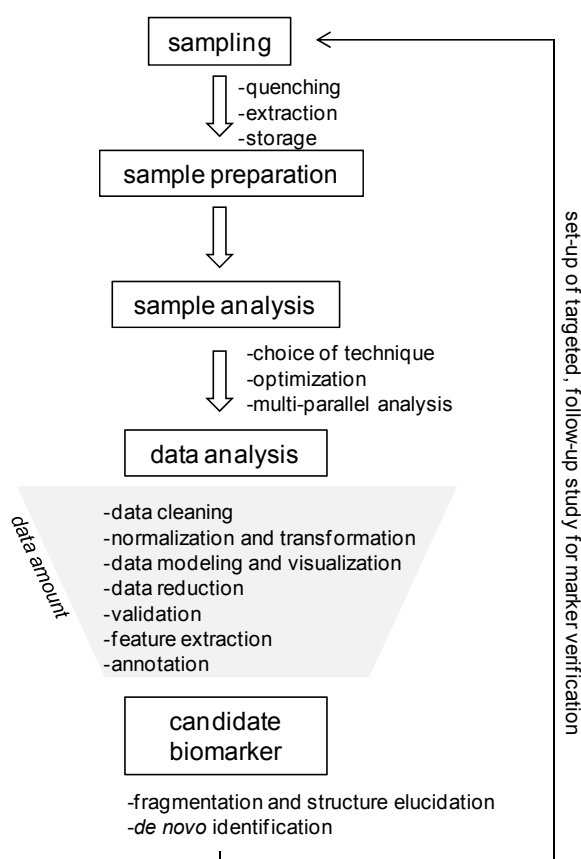 sampling
-quenching
-extraction
-storage
sample preparation
sample analysis
-choice of technique
-optimization
-multi-parallel analysis
data analysis
data amount
-data cleaning
-normalization and transformation
-data modeling and visualization
-data reduction
-validation
-feature extraction
-annotation
candidate
biomarker
-fragmentation and structure elucidation
-de novo identification
set-up of targeted, follow-up study for marker verification